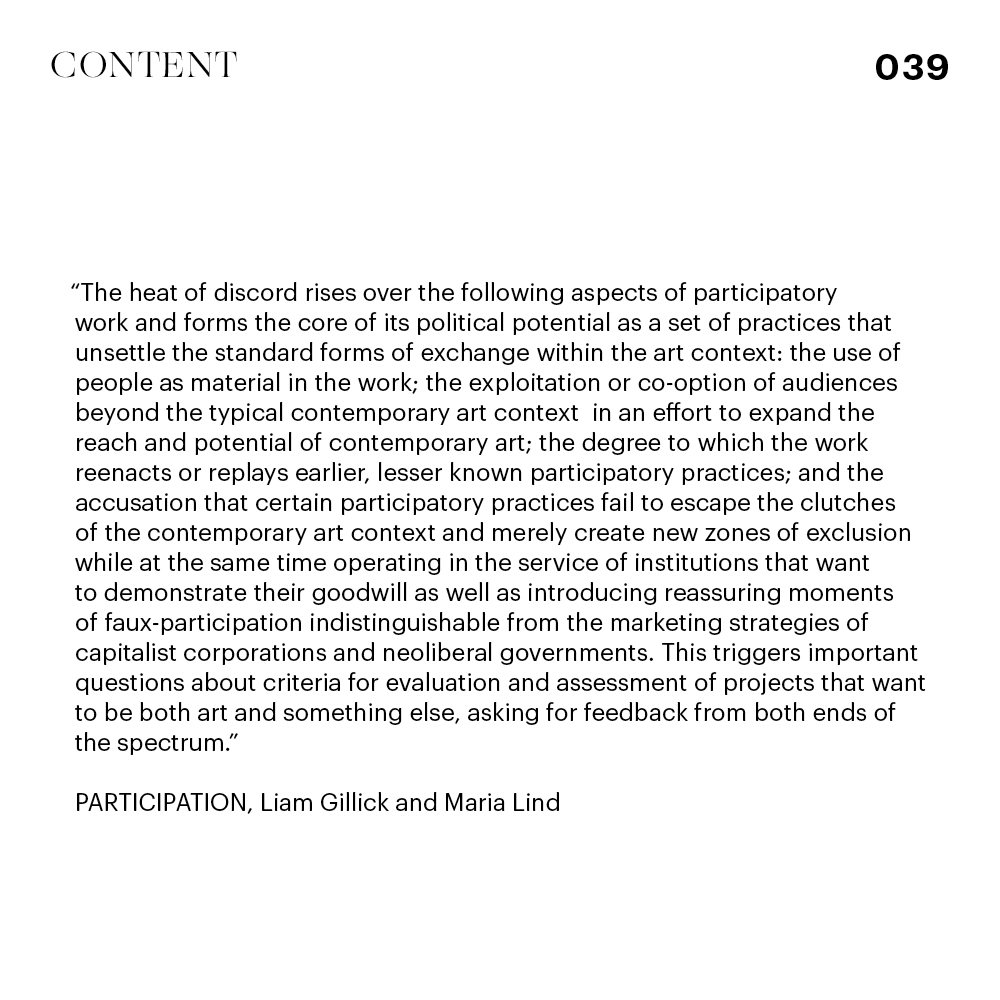 CONTENT
039
“The heat of discord rises over the following aspects of participatory
work and forms the core of its political potential as a set of practices that
unsettle the standard forms of exchange within the art context: the use of
people as material in the work; the exploitation or co-option of audiences
beyond the typical contemporary art context  in an effort to expand the
reach and potential of contemporary art; the degree to which the work
reenacts or replays earlier, lesser known participatory practices; and the
accusation that certain participatory practices fail to escape the clutches
of the contemporary art context and merely create new zones of exclusion
while at the same time operating in the service of institutions that want
to demonstrate their goodwill as well as introducing reassuring moments
of faux-participation indistinguishable from the marketing strategies of
capitalist corporations and neoliberal governments. This triggers important
questions about criteria for evaluation and assessment of projects that want
to be both art and something else, asking for feedback from both ends of
the spectrum.”
PARTICIPATION, Liam Gillick and Maria Lind